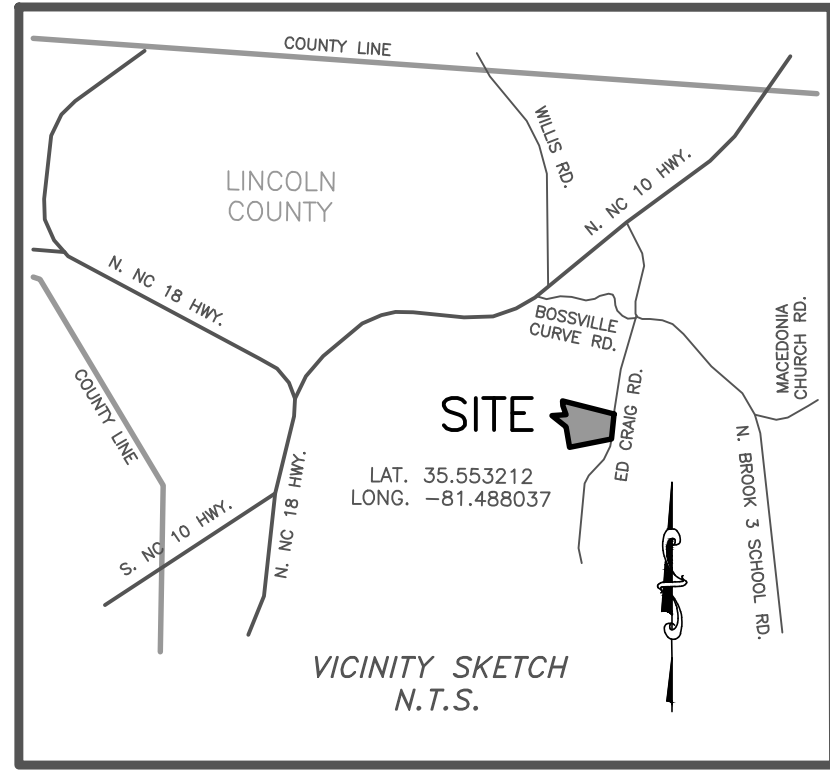 COUNTY LINE
WILLIS RD.
N. NC 10 HWY.
LINCOLN
COUNTY
N. NC 18 HWY.
BOSSVILLE
CURVE RD.
MACEDONIA
CHURCH RD.
COUNTY LINE
SITE
ED CRAIG RD.
LAT. 35.553212
LONG. −81.488037
N. BROOK 3 SCHOOL RD.
S. NC 10 HWY.
N. NC 18 HWY.
VICINITY SKETCH
N.T.S.